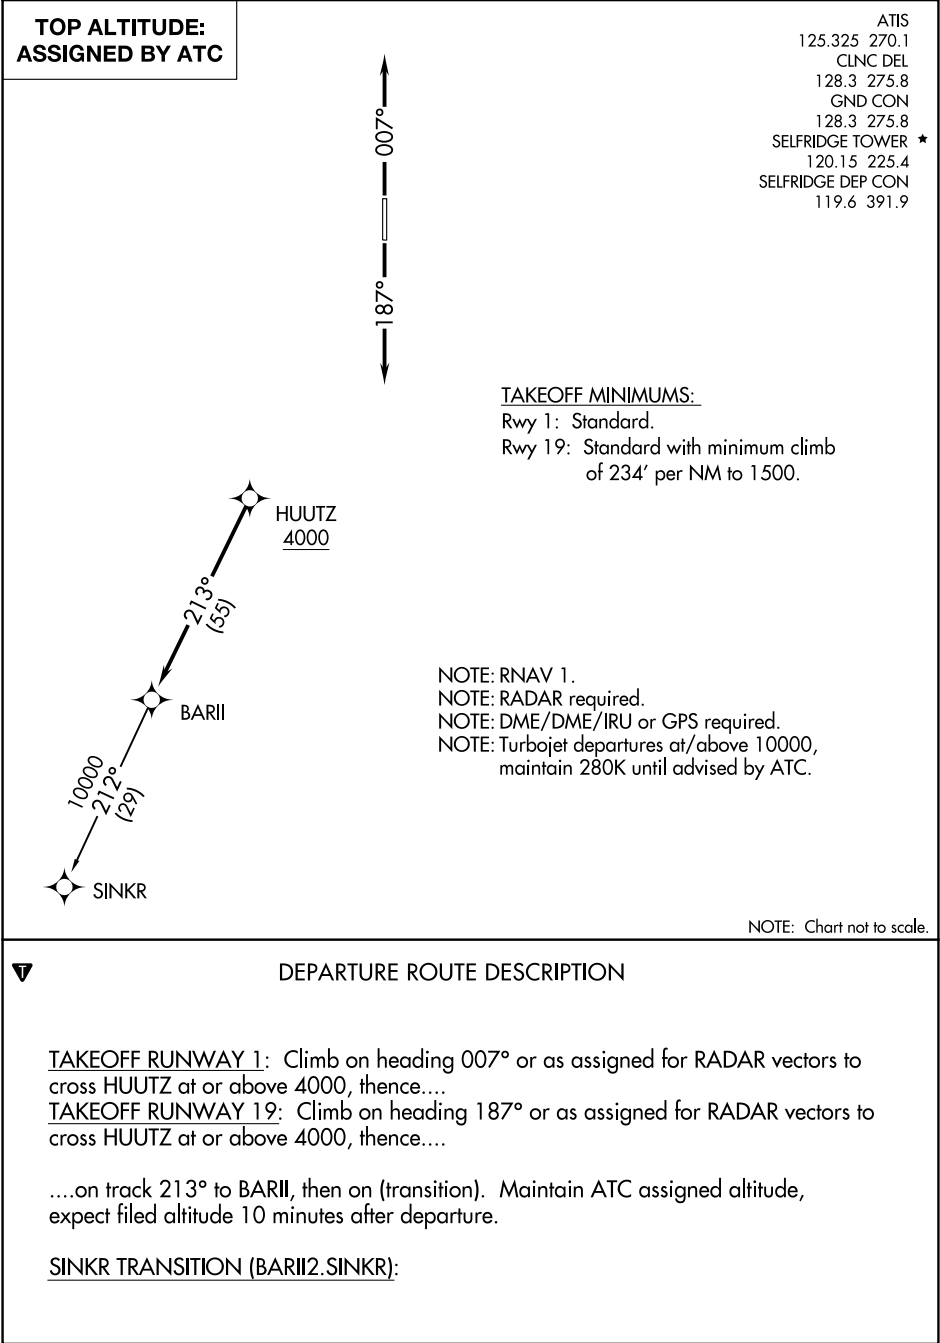 TOP ALTITUDE:
ASSIGNED BY ATC
ATIS
125.325 270.1
CLNC DEL
128.3 275.8
GND CON
128.3 275.8
SELFRIDGE TOWER ★
120.15 225.4
SELFRIDGE DEP CON
119.6 391.9
007°
187°
TAKEOFF MINIMUMS:
Rwy 1: Standard.
Rwy 19: Standard with minimum climb
of 234' per NM to 1500.
HUUTZ
4000
213°
(55)
BARII
10000
212°
(29)
SINKR
NOTE: RNAV 1.
NOTE: RADAR required.
NOTE: DME/DME/IRU or GPS required.
NOTE: Turbojet departures at/above 10000,
maintain 280K until advised by ATC.
NOTE: Chart not to scale.
T
DEPARTURE ROUTE DESCRIPTION
TAKEOFF RUNWAY 1: Climb on heading 007° or as assigned for RADAR vectors to
cross HUUTZ at or above 4000, thence....
TAKEOFF RUNWAY 19: Climb on heading 187° or as assigned for RADAR vectors to
cross HUUTZ at or above 4000, thence....
....on track 213° to BARII, then on (transition). Maintain ATC assigned altitude,
expect filed altitude 10 minutes after departure.
SINKR TRANSITION (BARII2.SINKR):